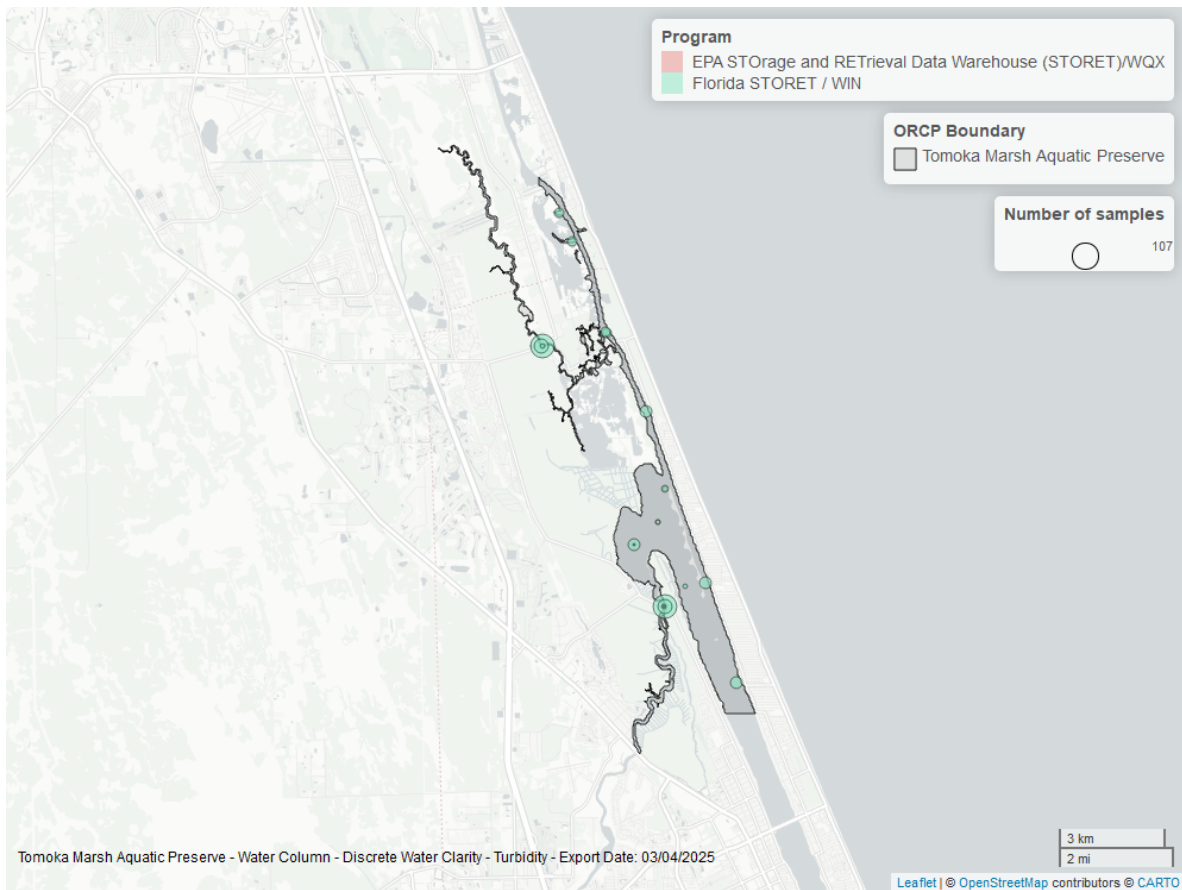 Program
EPA STOrage and RETrieval Data Warehouse (STORET)/WQX
Florida STORET / WIN
ORCP Boundary
Tomoka Marsh Aquatic Preserve
Number of samples
107
3 km
2 mi
Tomoka Marsh Aquatic Preserve - Water Column - Discrete Water Clarity - Turbidity - Export Date: 03/04/2025
Leaflet | © OpenStreetMap contributors © CARTO